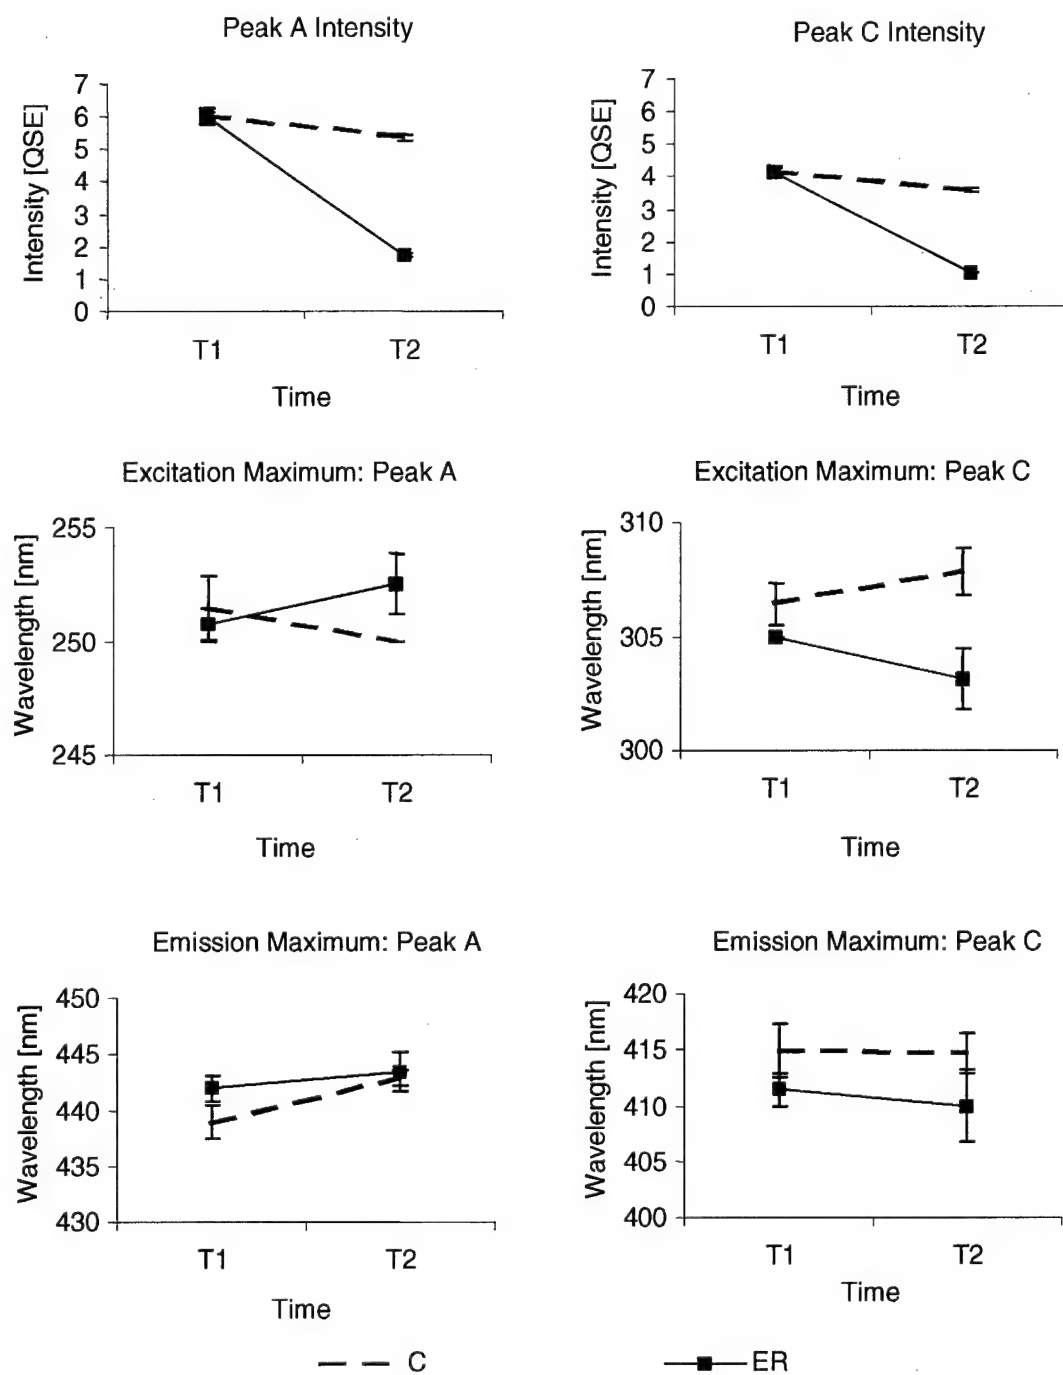 Peak A Intensity
Intensity [QSE]
7
6
5
4
3
2
1
0
T1 T2
Time
Peak C Intensity
Intensity [QSE]
7
6
5
4
3
2
1
0
T1 T2
Time
Excitation Maximum: Peak A
Wavelength [nm]
255
250
245
T1 T2
Time
Excitation Maximum: Peak C
Wavelength [nm]
310
305
300
T1 T2
Time
Emission Maximum: Peak A
Wavelength [nm]
450
445
440
435
430
T1 T2
Time
Emission Maximum: Peak C
Wavelength [nm]
420
415
410
405
400
T1 T2
Time
C ER